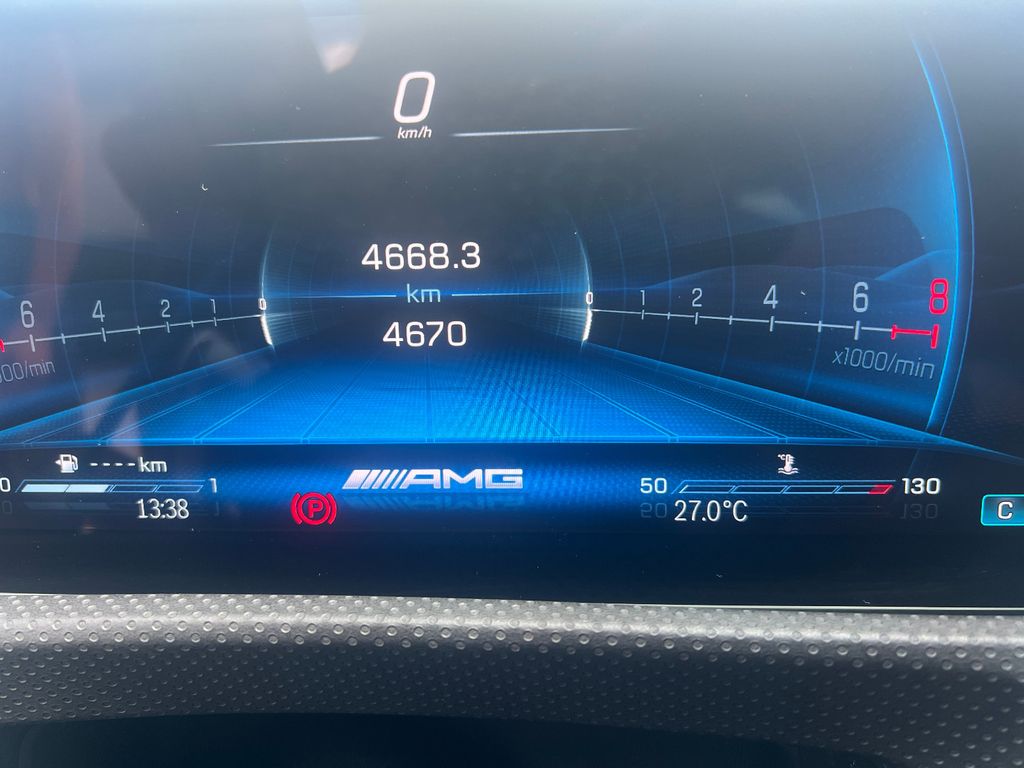 0
km/h
4668.3
km
4670
6 4 2 1 0
0 1 2 4 6 8
x1000/min
----km
0 1
13:38
P
AMG
°C
50 130
27.0°C
C